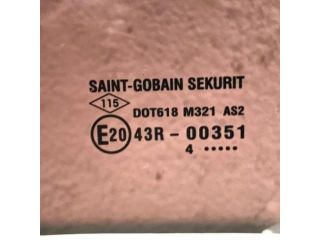 SAINT-GOBAIN SEKURIT
115 DOT618 M321 AS2
E20 43R-00351
4 •••••